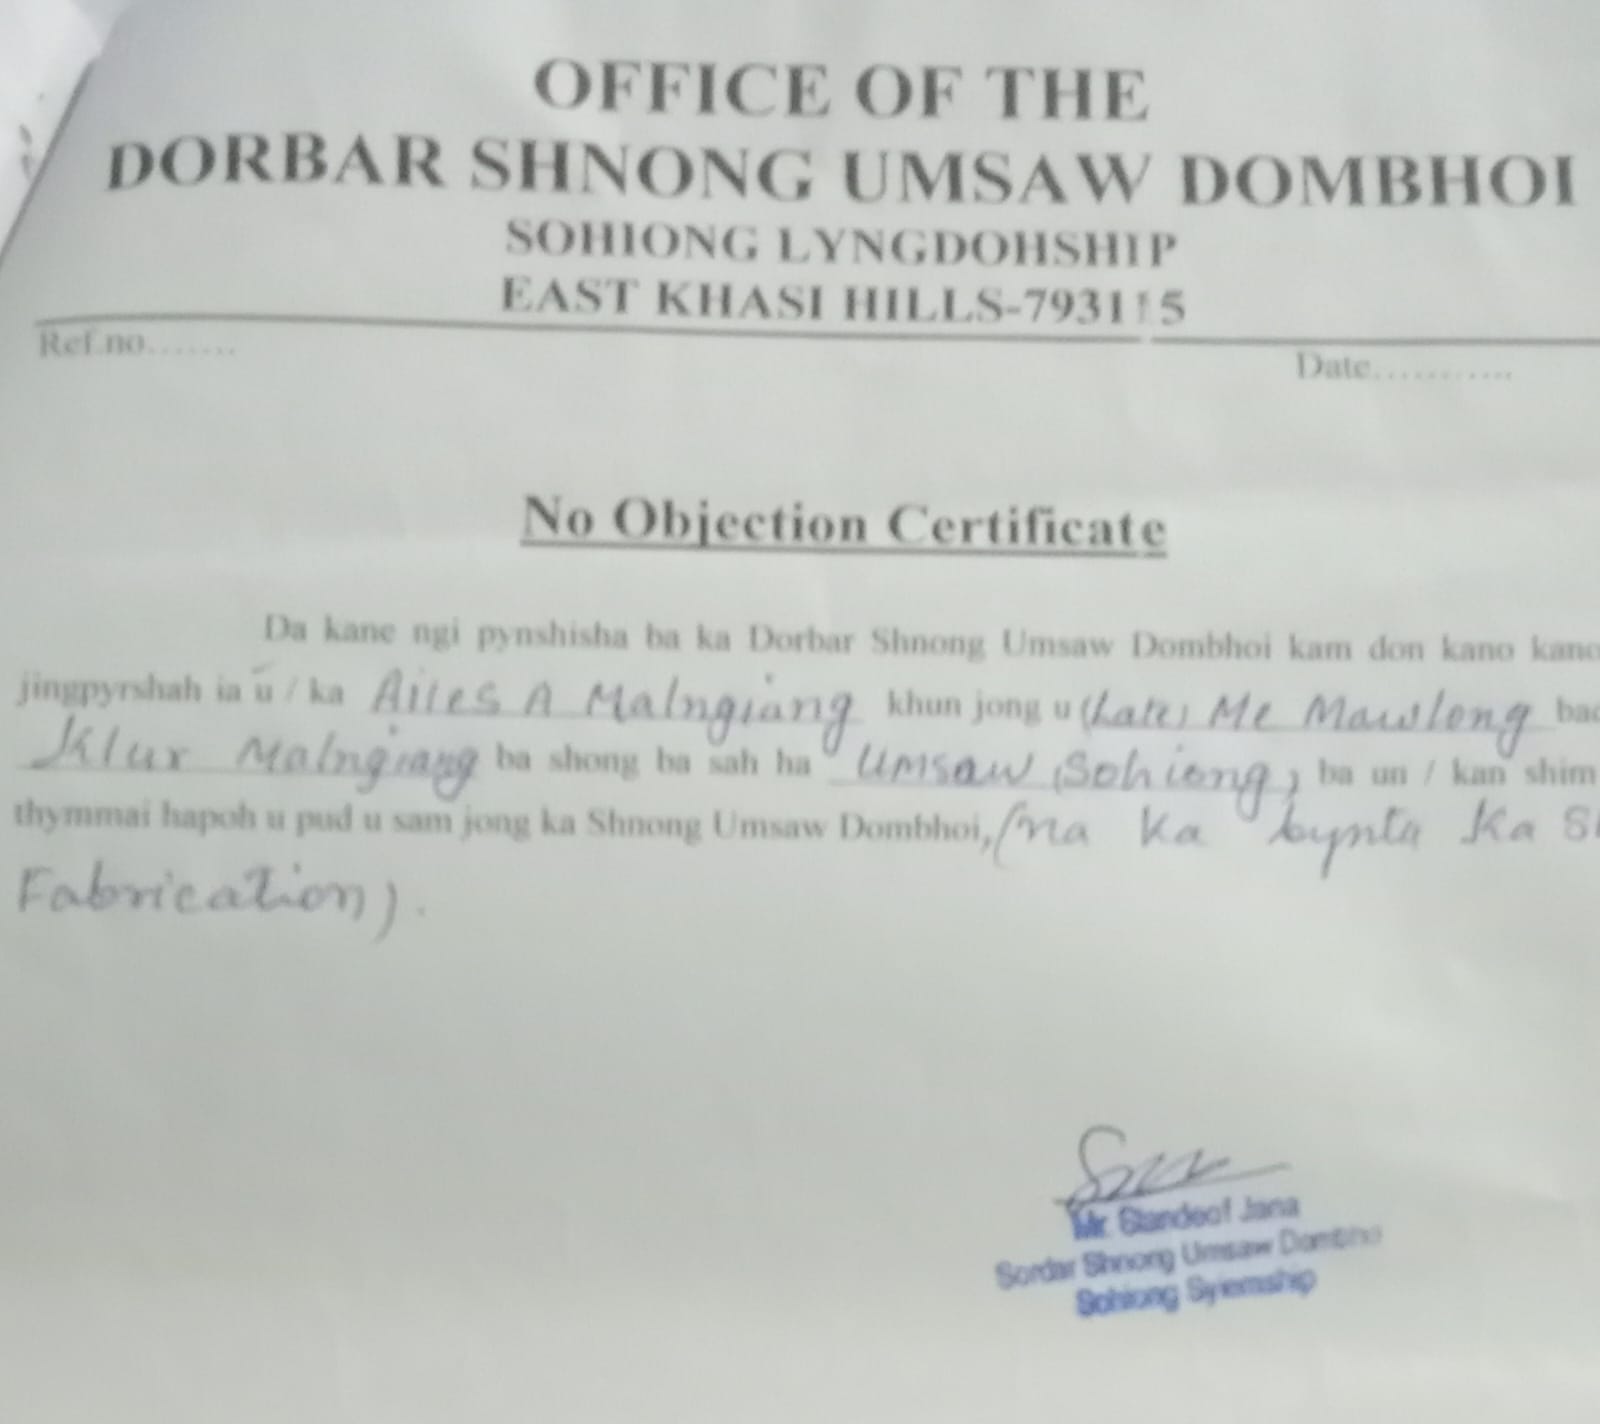 OFFICE OF THE
DORBAR SHNONG UMSAW DOMBHOI
SOHIONG LYNGDOHSHIP
EAST KHASI HILLS-793115
Ref.no.......
Date...........
No Objection Certificate
Da kane ngi pynshisha ba ka Dorbar Shnong Umsaw Dombhoi kam don kano kano
jingpyrshah ia u / ka A A Malngiang khun jong u (Late) Mawlong bad
Klur Malngiang ba shong ba sah ha Umsaw (Sohiong) ba un / kan shim
thymmai hapoh u pud u sam jong ka Shnong Umsaw Dombhoi, (na ka bynta ka
Fabrication).
Mr. Jana
Sordar Shnong Umsaw
Sohiong Syiemship